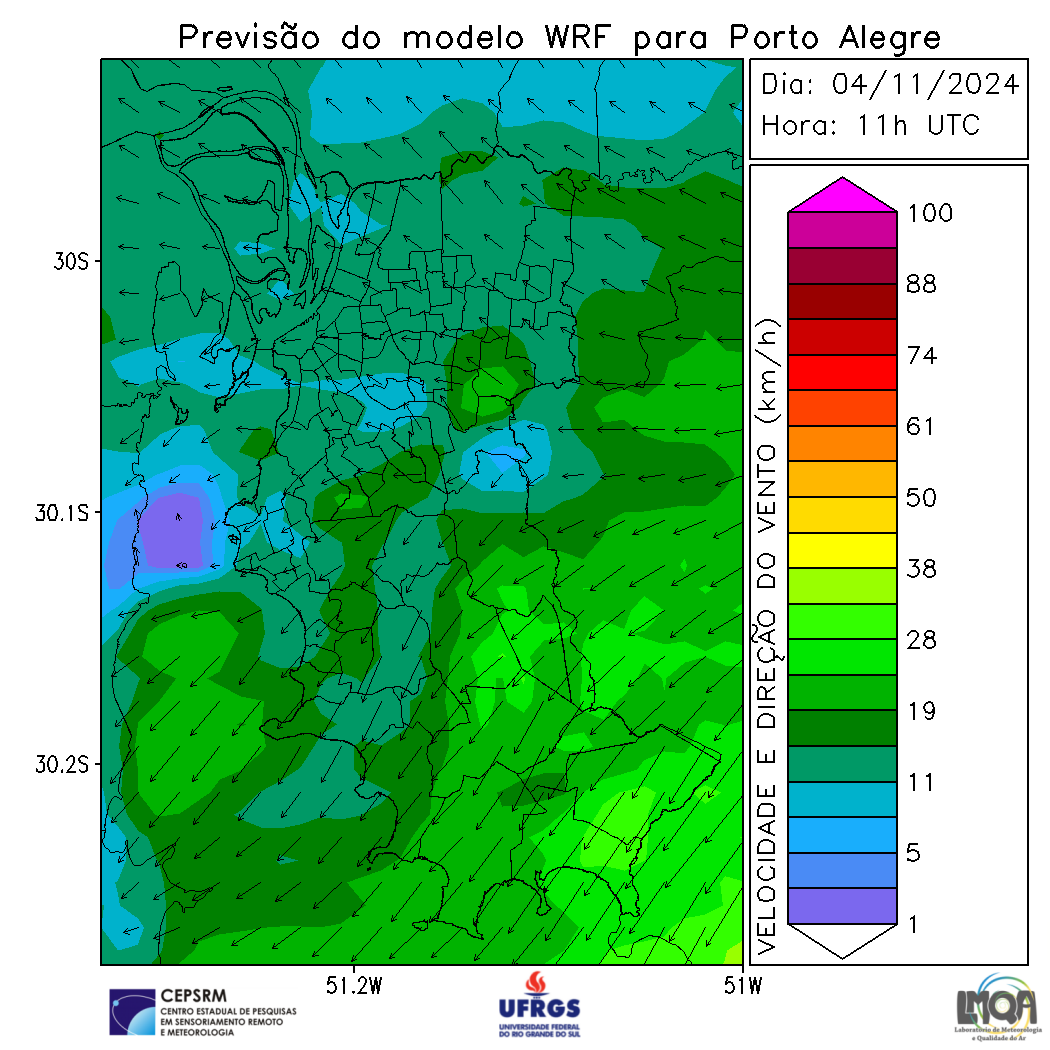 Previsão do modelo WRF para Porto Alegre
Dia: 04/11/2024
Hora: 11h UTC
30S
30.1S
30.2S
51.2W
51W
VELOCIDADE E DIREÇÃO DO VENTO (km/h)
100
88
74
61
50
38
28
19
11
5
1
CEPSRM
CENTRO ESTADUAL DE PESQUISAS
EM SENSORIAMENTO REMOTO
E METEOROLOGIA
UFRGS
UNIVERSIDADE FEDERAL
DO RIO GRANDE DO SUL
LMQA
Laboratório de Meteorologia
e Qualidade do Ar